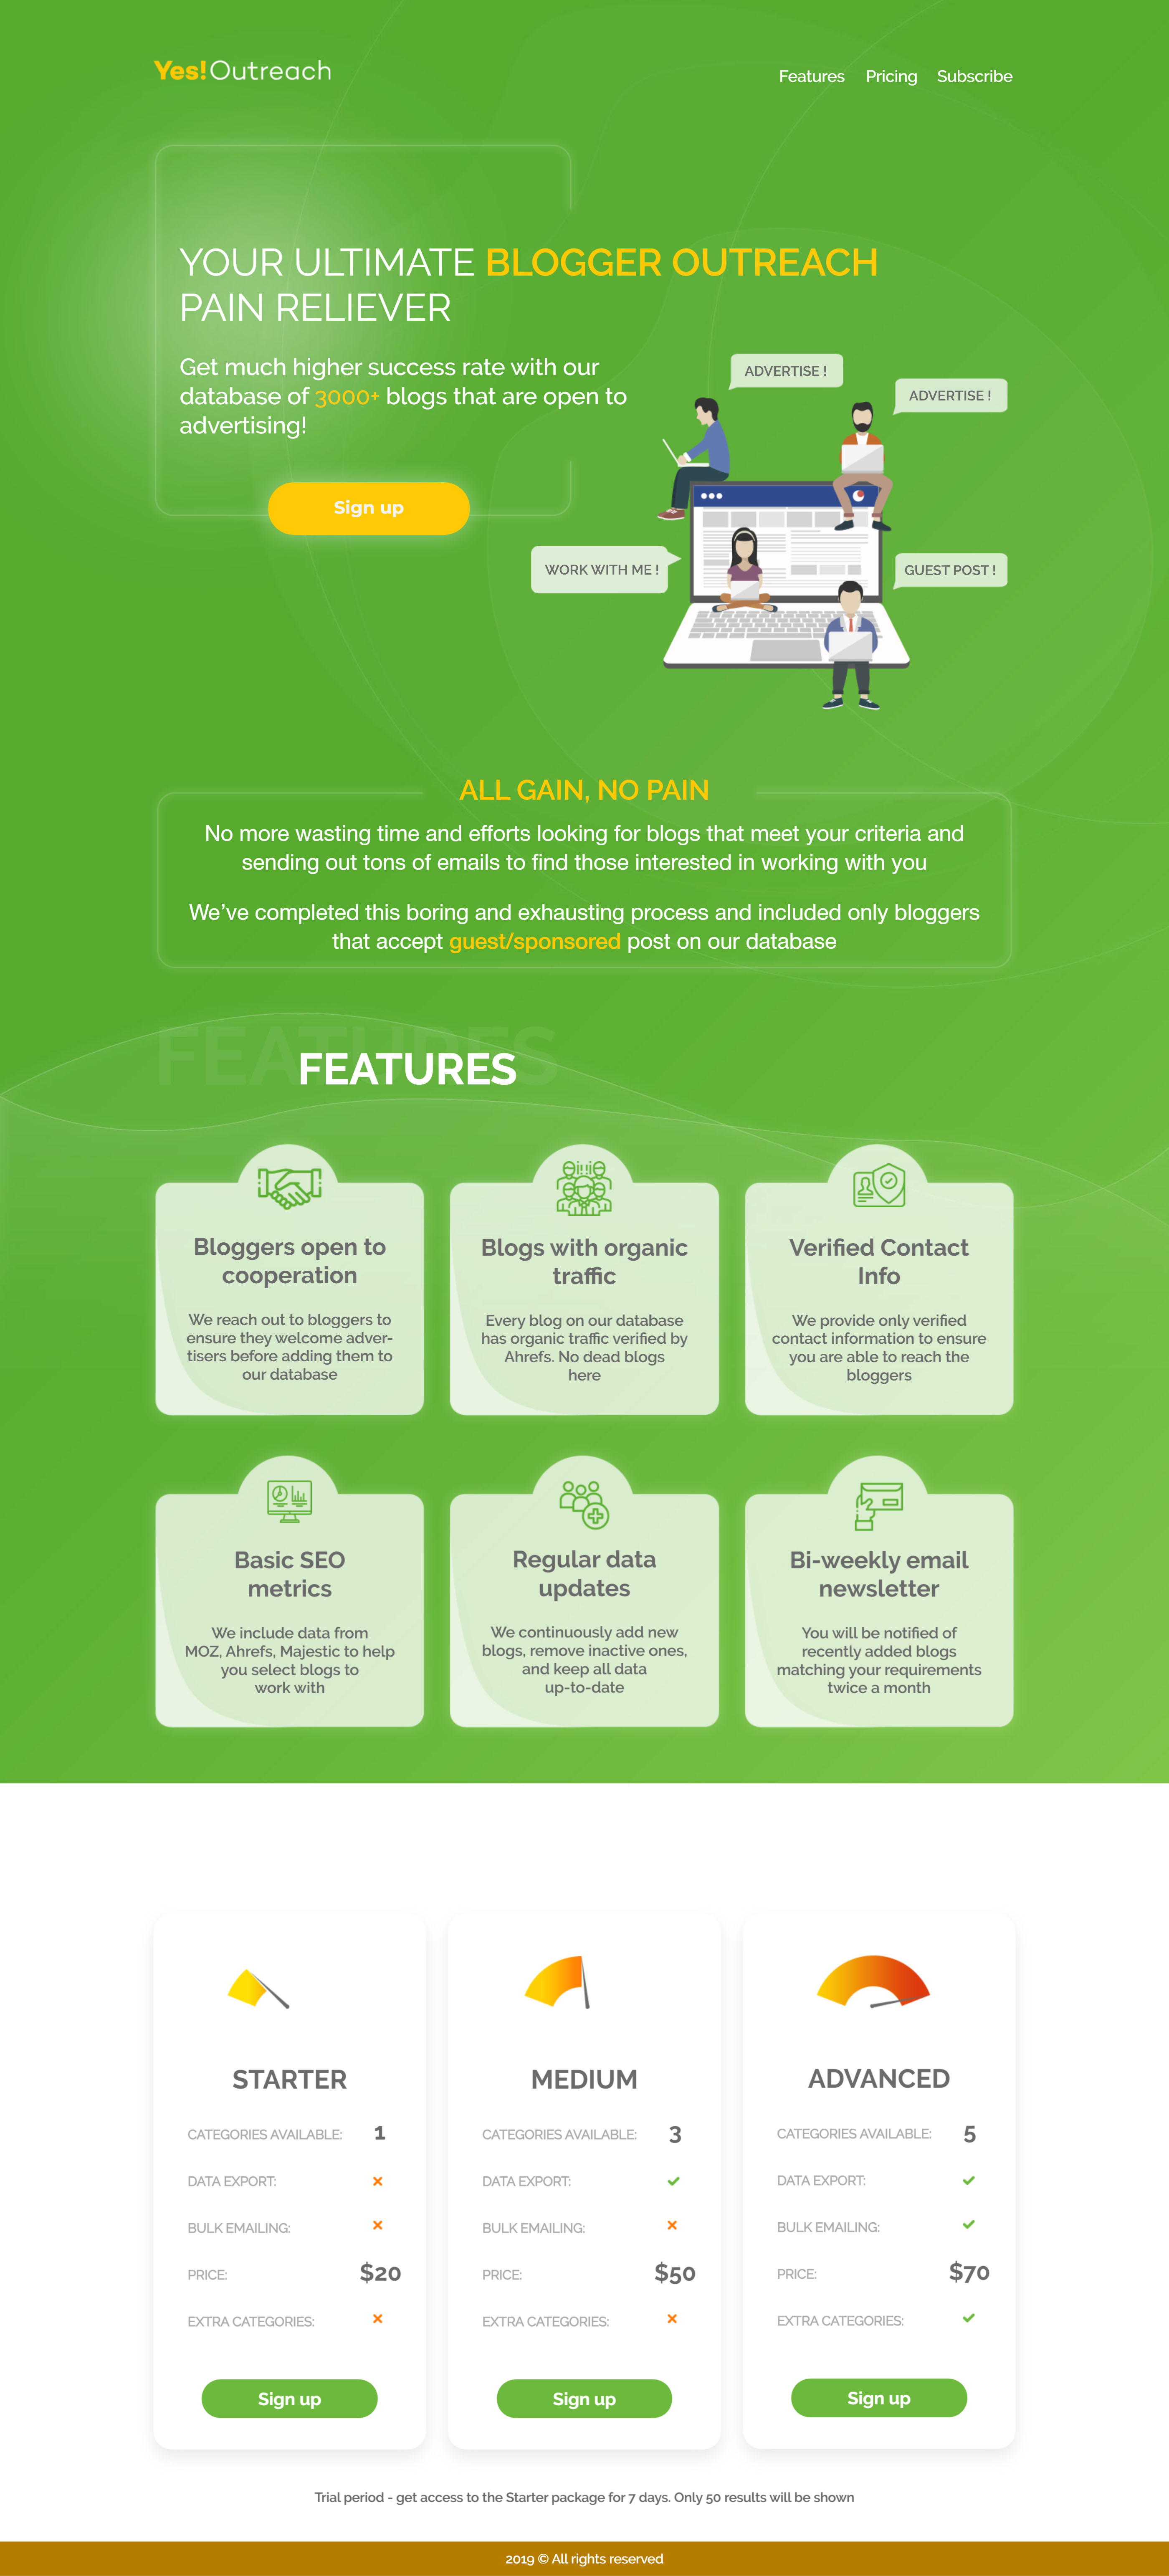 Yes!Outreach
Features Pricing Subscribe
YOUR ULTIMATE BLOGGER OUTREACH
PAIN RELIEVER
Get much higher success rate with our
database of 3000+ blogs that are open to
advertising!
Sign up
ADVERTISE !
ADVERTISE !
WORK WITH ME !
GUEST POST !
ALL GAIN, NO PAIN
No more wasting time and efforts looking for blogs that meet your criteria and
sending out tons of emails to find those interested in working with you
We've completed this boring and exhausting process and included only bloggers
that accept guest/sponsored post on our database
FEATURES
FEATURES
Bloggers open to
cooperation
We reach out to bloggers to
ensure they welcome adver-
tisers before adding them to
our database
Blogs with organic
traffic
Every blog on our database
has organic traffic verified by
Ahrefs. No dead blogs
here
Verified Contact
Info
We provide only verified
contact information to ensure
you are able to reach the
bloggers
Basic SEO
metrics
We include data from
MOZ, Ahrefs, Majestic to help
you select blogs to
work with
Regular data
updates
We continuously add new
blogs, remove inactive ones,
and keep all data
up-to-date
Bi-weekly email
newsletter
You will be notified of
recently added blogs
matching your requirements
twice a month
STARTER
CATEGORIES AVAILABLE: 1
DATA EXPORT:
BULK EMAILING:
PRICE: $20
EXTRA CATEGORIES:
Sign up
MEDIUM
CATEGORIES AVAILABLE: 3
DATA EXPORT:
BULK EMAILING:
PRICE: $50
EXTRA CATEGORIES:
Sign up
ADVANCED
CATEGORIES AVAILABLE: 5
DATA EXPORT:
BULK EMAILING:
PRICE: $70
EXTRA CATEGORIES:
Sign up
Trial period - get access to the Starter package for 7 days. Only 50 results will be shown
2019 © All rights reserved